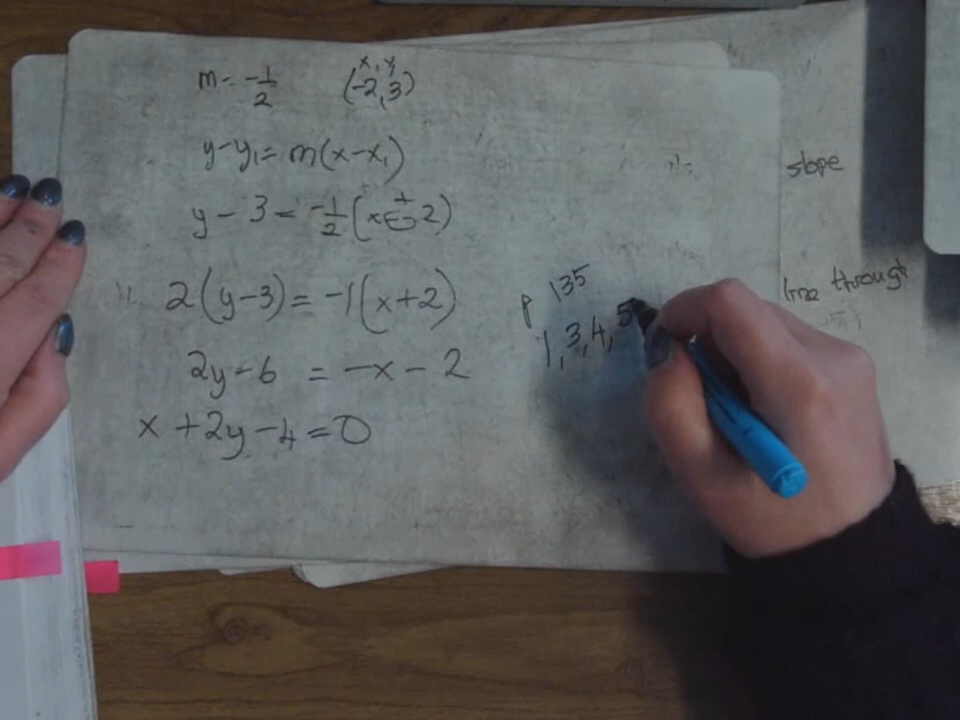 m = -1/2 (-2, 3)
x, y
y - y₁ = m(x - x₁)
y - 3 = -1/2 (x - 2)
+
2(y - 3) = -1(x + 2)
2y - 6 = -x - 2
x + 2y - 4 = 0
p 135
1, 3, 4, 5
slope
line through